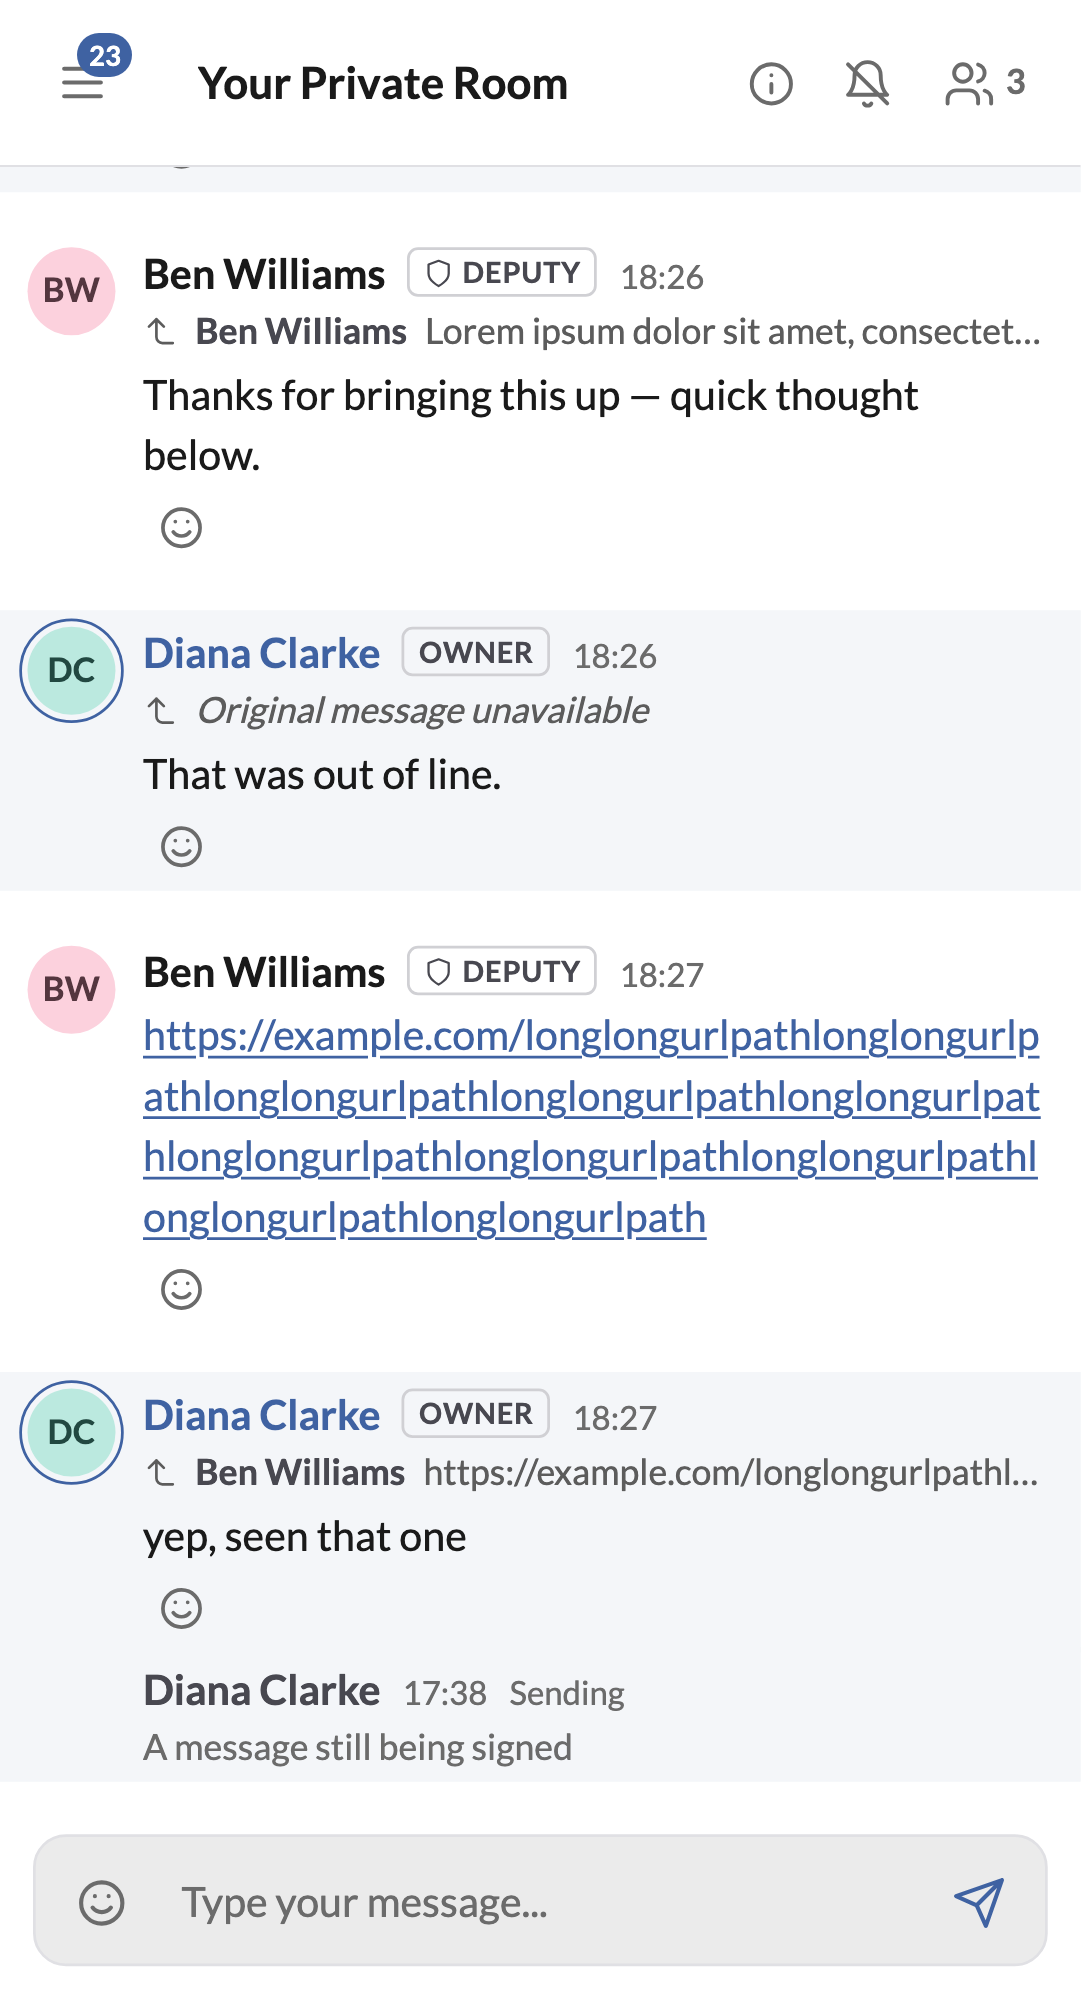 23
Your Private Room
3
BW
Ben Williams DEPUTY 18:26
Ben Williams Lorem ipsum dolor sit amet, consectet...
Thanks for bringing this up — quick thought
below.
DC
Diana Clarke OWNER 18:26
Original message unavailable
That was out of line.
BW
Ben Williams DEPUTY 18:27
https://example.com/longlongurlpathlonglongurlp
athlonglongurlpathlonglongurlpathlonglongurlpat
hlonglongurlpathlonglongurlpathlonglongurlpathl
onglongurlpathlonglongurlpath
DC
Diana Clarke OWNER 18:27
Ben Williams https://example.com/longlongurlpathl...
yep, seen that one
Diana Clarke 17:38 Sending
A message still being signed
Type your message...